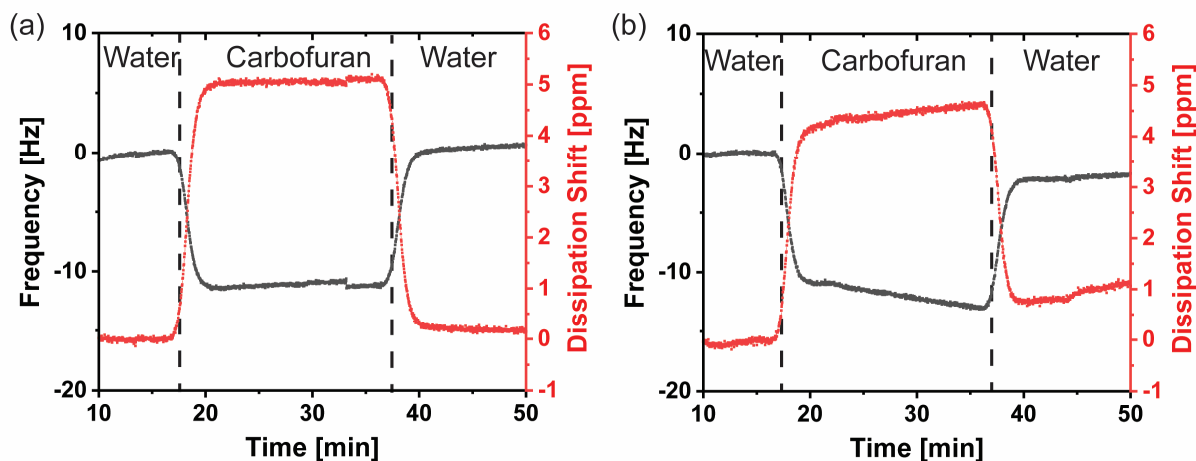 (a)
Water Carbofuran Water
Frequency [Hz]
10
0
-10
-20
10 20 30 40 50
Time [min]
6
5
4
3
2
1
0
-1
Dissipation Shift [ppm]
(b)
Water Carbofuran Water
Frequency [Hz]
10
0
-10
-20
10 20 30 40 50
Time [min]
6
5
4
3
2
1
0
-1
Dissipation Shift [ppm]